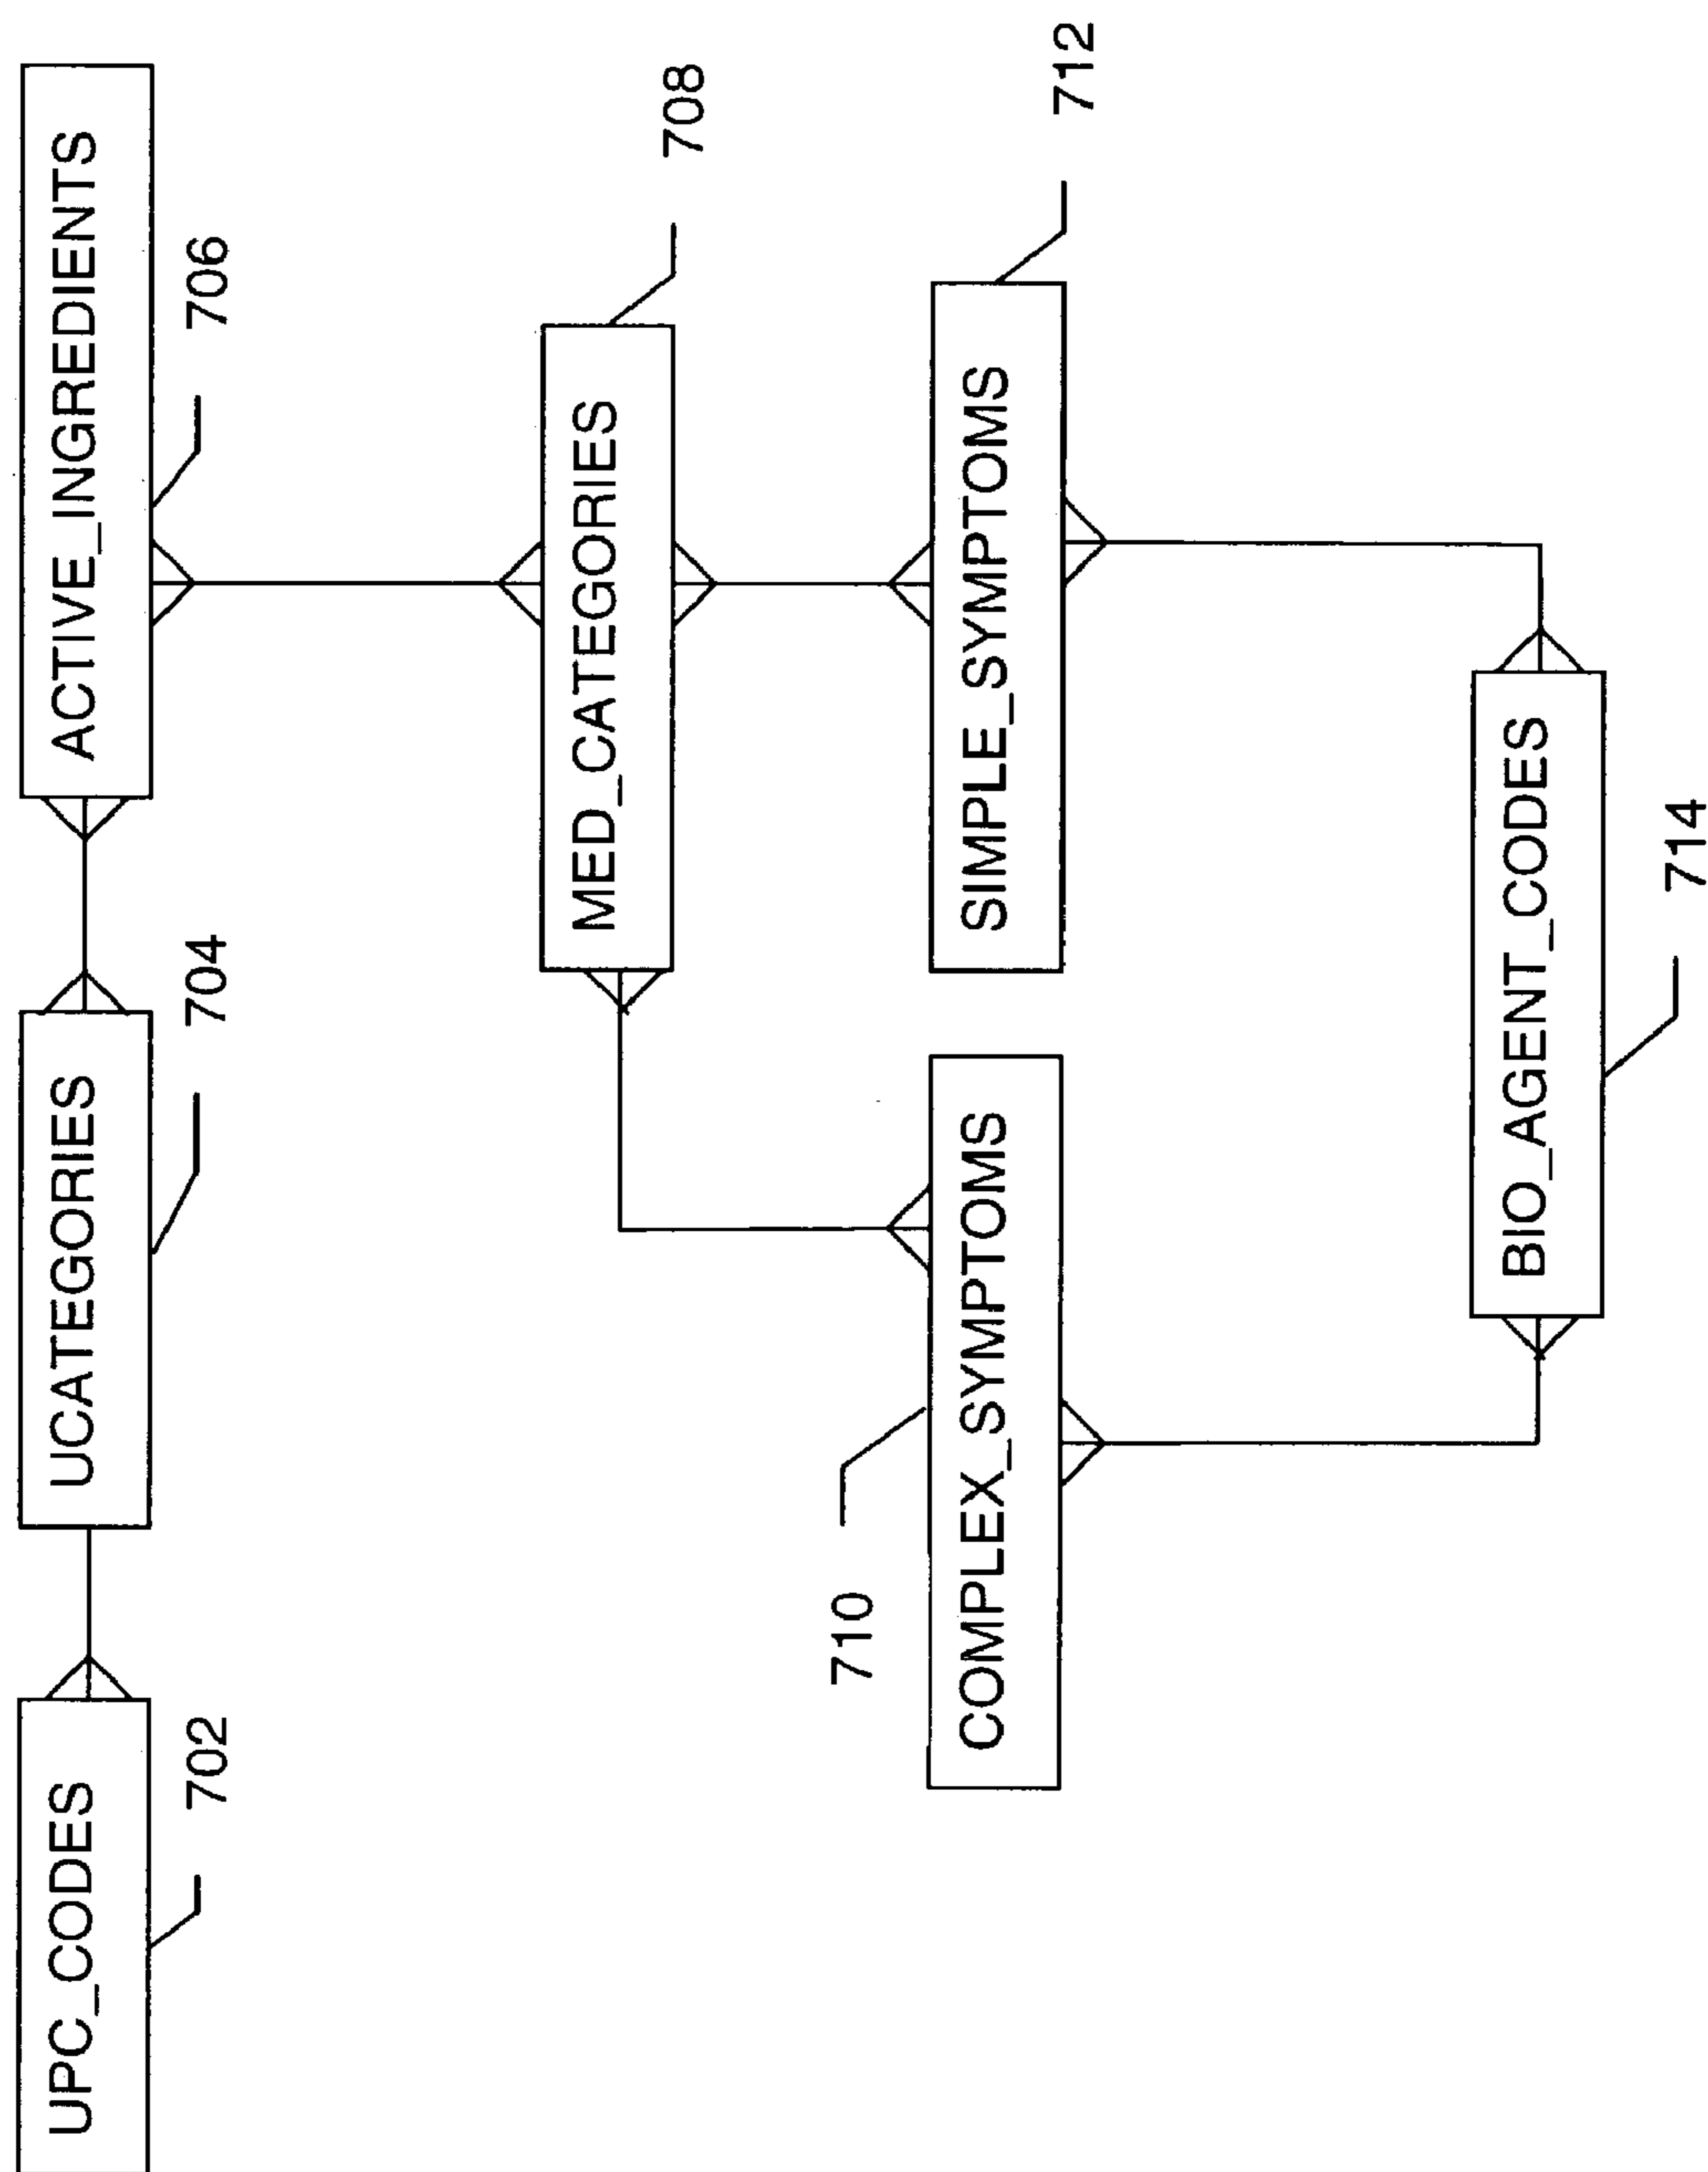 UPC_CODES
702
UCATEGORIES
704
ACTIVE_INGREDIENTS
706
MED_CATEGORIES
708
710
COMPLEX_SYMPTOMS
SIMPLE_SYMPTOMS
712
BIO_AGENT_CODES
714